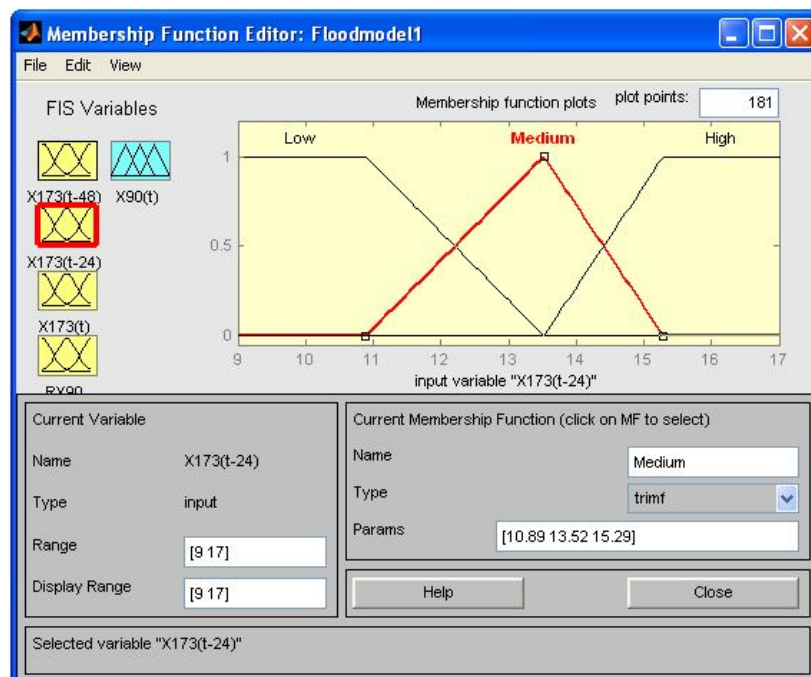 Membership Function Editor: Floodmodel1
File Edit View
FIS Variables
Membership function plots plot points: 181
X173(t-48) X90(t)
X173(t-24)
X173(t)
RX90
Low Medium High
1
0.5
0
9 10 11 12 13 14 15 16 17
input variable "X173(t-24)"
Current Variable
Name X173(t-24)
Type input
Range [9 17]
Display Range [9 17]
Current Membership Function (click on MF to select)
Name Medium
Type trimf
Params [10.89 13.52 15.29]
Help Close
Selected variable "X173(t-24)"